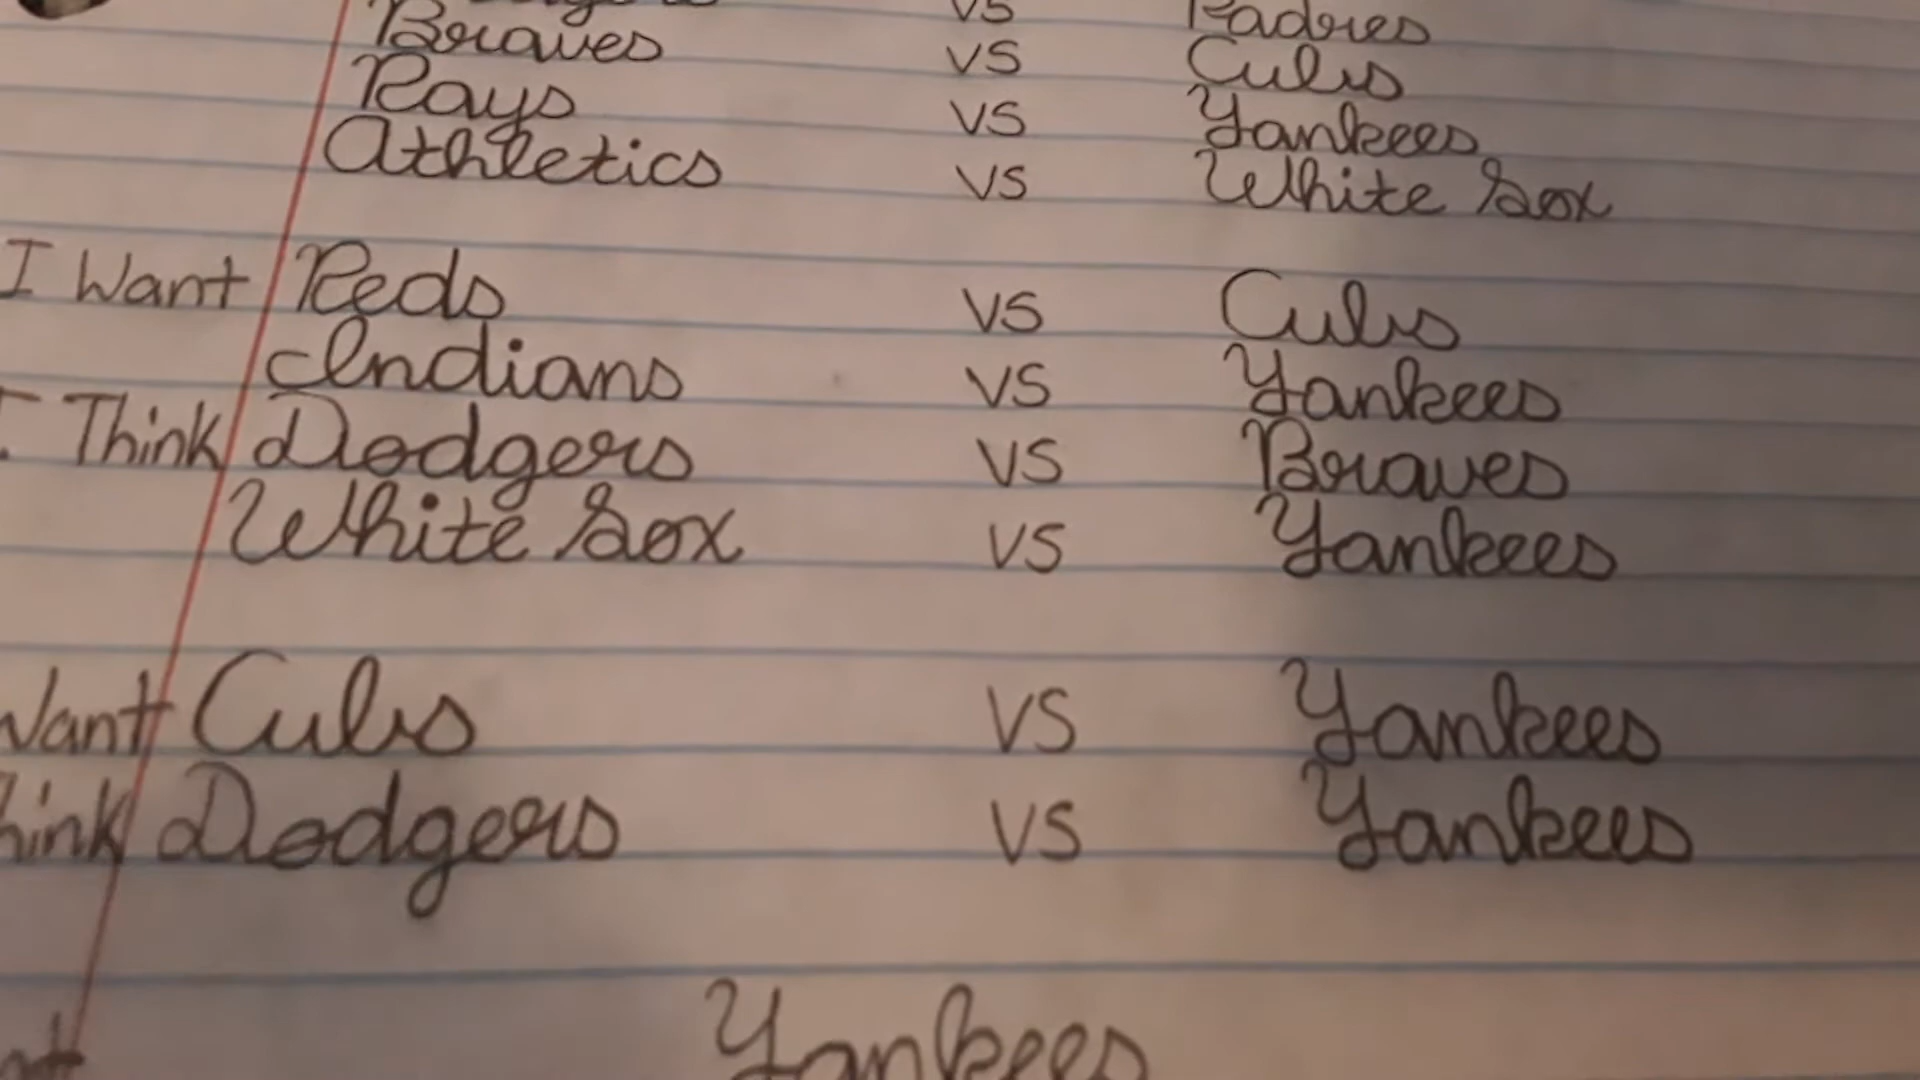 vs Padres
Braves vs Cubs
Rays vs Yankees
Athletics vs White Sox
I Want Reds vs Cubs
Indians vs Yankees
I Think Dodgers vs Braves
White Sox vs Yankees
Want Cubs vs Yankees
hink Dodgers vs Yankees
Yankees